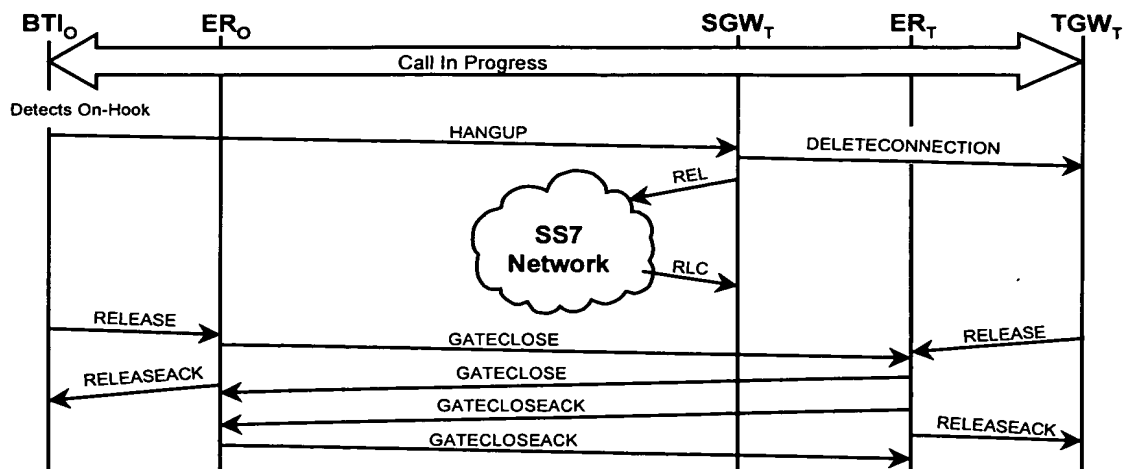 BTIO ERO SGWT ERT TGWT
Call In Progress
Detects On-Hook
HANGUP
DELETECONNECTION
REL
SS7
Network
RLC
RELEASE
GATECLOSE
RELEASE
RELEASEACK
GATECLOSE
GATECLOSEACK
RELEASEACK
GATECLOSEACK